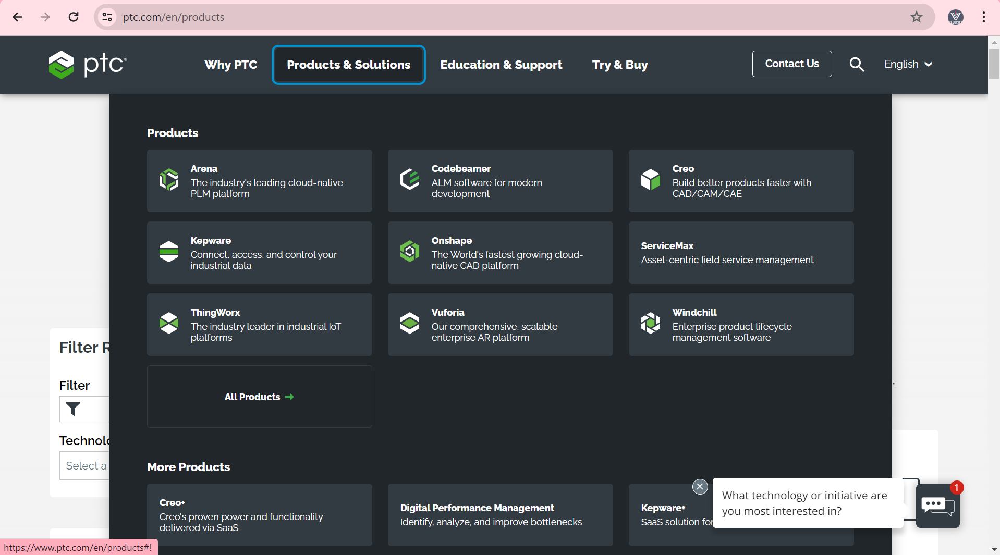 ptc.com/en/products
VELOCITY
ptc
Why PTC
Products & Solutions
Education & Support
Try & Buy
Contact Us
English
Products
Arena
The industry's leading cloud-native
PLM platform
Codebeamer
ALM software for modern
development
Creo
Build better products faster with
CAD/CAM/CAE
Kepware
Connect, access, and control your
industrial data
Onshape
The World's fastest growing cloud-
native CAD platform
ServiceMax
Asset-centric field service management
ThingWorx
The industry leader in industrial IoT
platforms
Vuforia
Our comprehensive, scalable
enterprise AR platform
Windchill
Enterprise product lifecycle
management software
All Products
Filter
Filter
Select a
More Products
Creo+
Creo's proven power and functionality
delivered via SaaS
Digital Performance Management
Identify, analyze, and improve bottlenecks
Kepware+
SaaS solution for
What technology or initiative are
you most interested in?
1
https://www.ptc.com/en/products#!